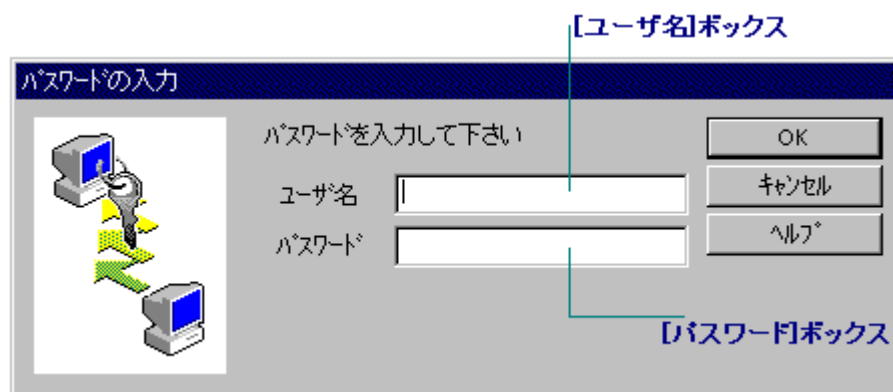 [ユーザ名]ボックス
パスワードの入力
パスワードを入力して下さい
OK
ユーザ名
キャンセル
パスワード
ヘルプ
[パスワード]ボックス